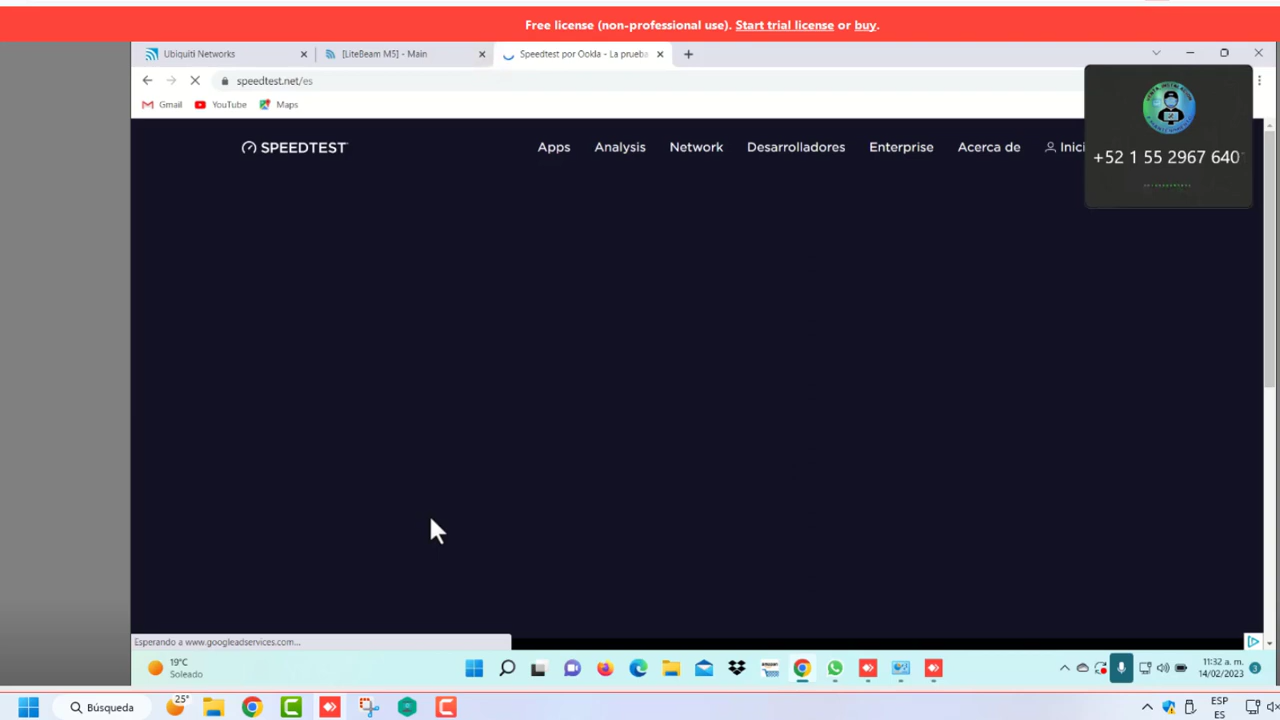 Free license (non-professional use). Start trial license or buy.
Ubiquiti Networks
[LiteBeam M5] - Main
Speedtest por Ookla - La prueba
speedtest.net/es
Gmail
YouTube
Maps
SPEEDTEST
Apps
Analysis
Network
Desarrolladores
Enterprise
Acerca de
Inici
+52 1 55 2967 640
Esperando a www.googleadservices.com...
19°C
Soleado
11:32 a. m.
14/02/2023
3
25°
Búsqueda
ESP
ES